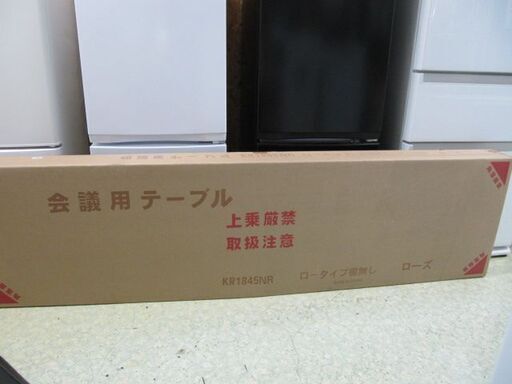 会議用テーブル
上乗厳禁
取扱注意
KR1845NR
ロータイプ棚無し
ローズ